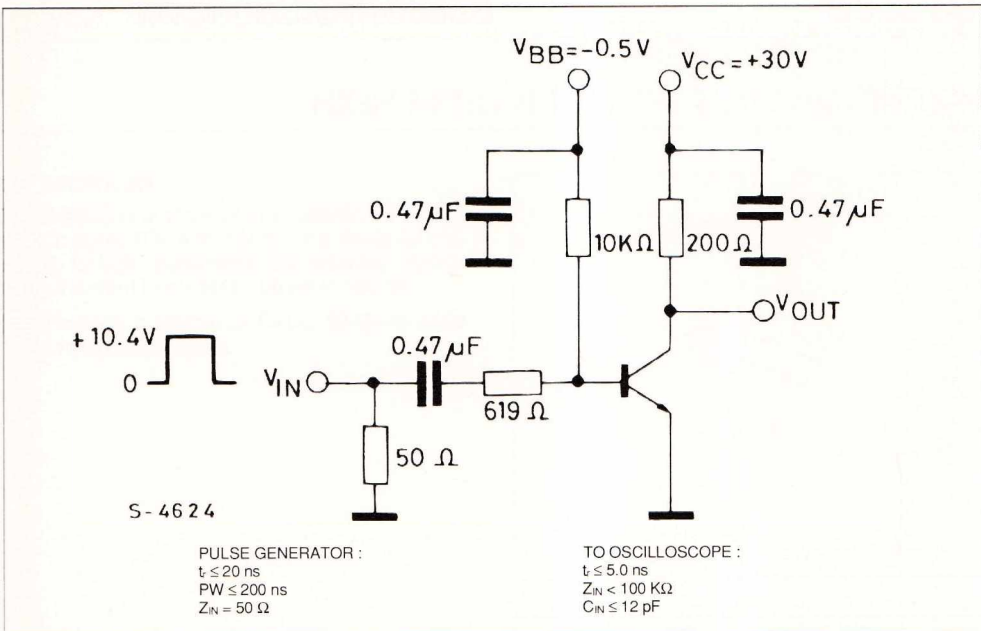 VBB=-0.5 V
VCC=+30V
0.47µF
10KΩ
200Ω
0.47µF
VOUT
+10.4V
0
VIN
0.47µF
619 Ω
50 Ω
S-4624
PULSE GENERATOR :
tr ≤ 20 ns
PW ≤ 200 ns
ZIN = 50 Ω
TO OSCILLOSCOPE :
tr ≤ 5.0 ns
ZIN < 100 KΩ
CIN ≤ 12 pF